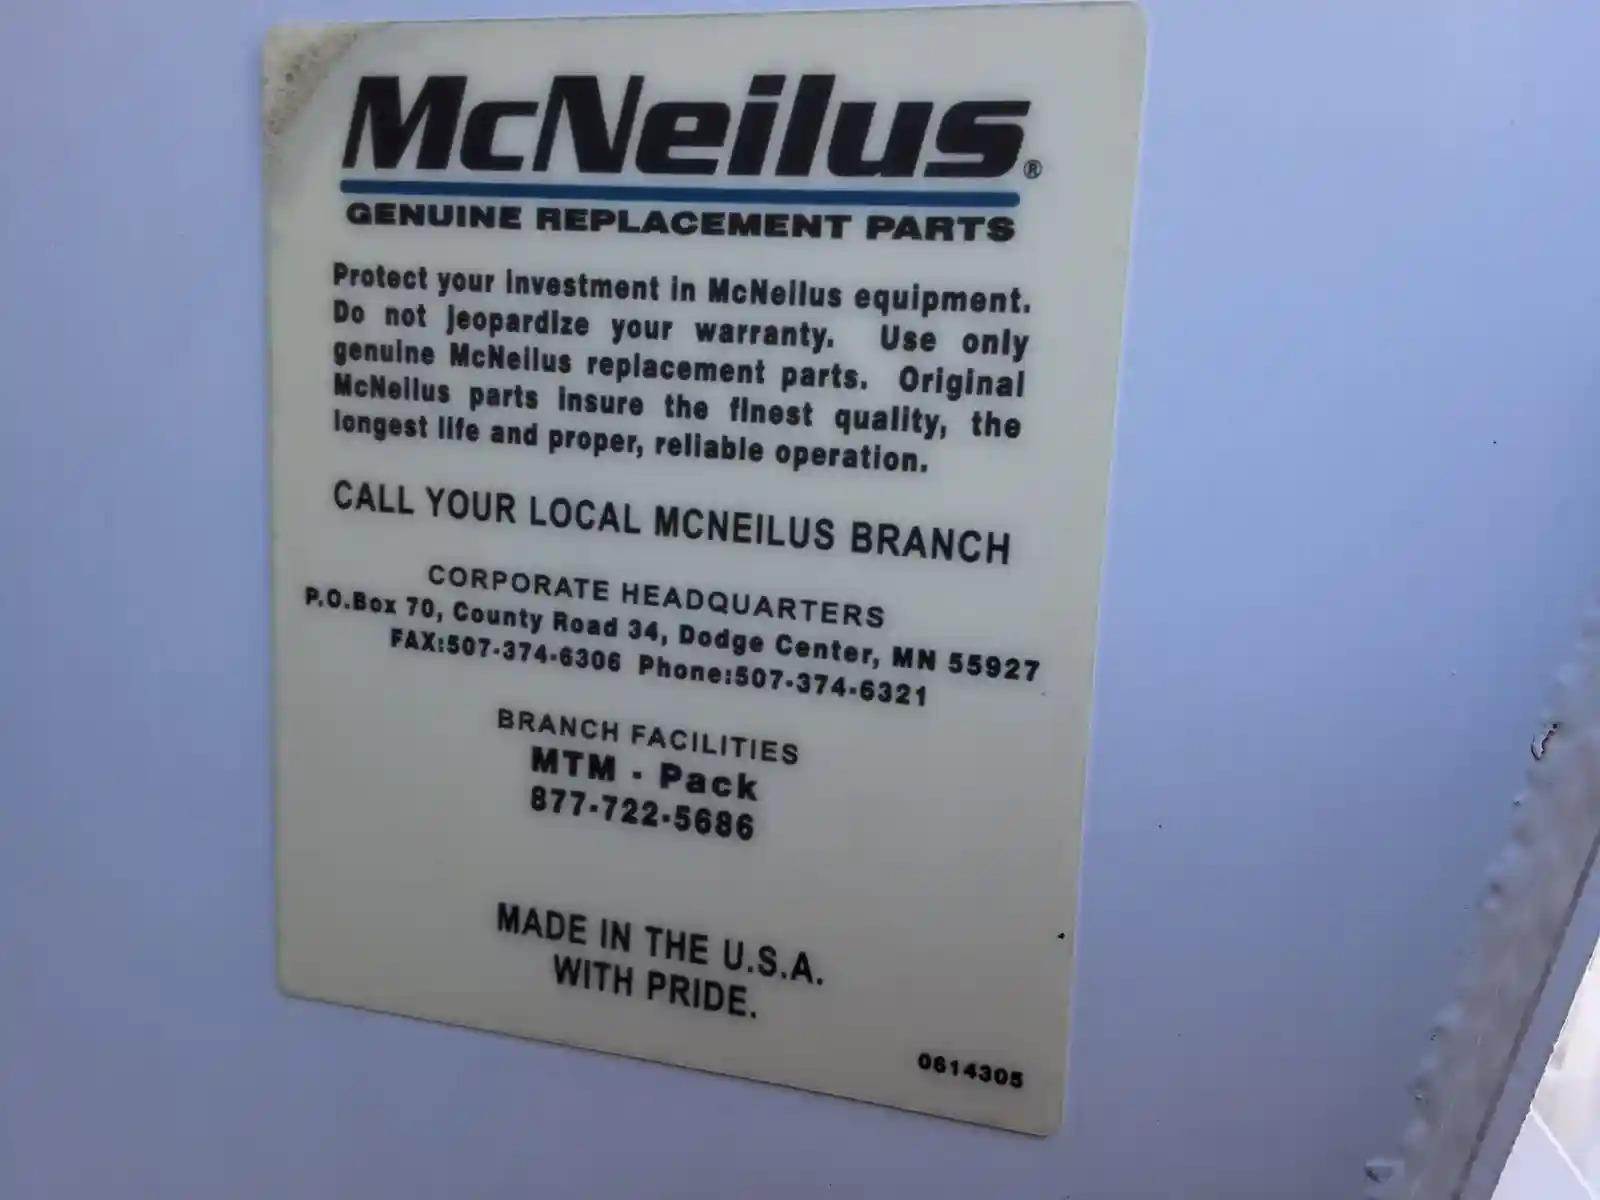 McNeilus®
GENUINE REPLACEMENT PARTS
Protect your investment in McNeilus equipment.
Do not jeopardize your warranty. Use only
genuine McNeilus replacement parts. Original
McNeilus parts insure the finest quality, the
longest life and proper, reliable operation.
CALL YOUR LOCAL MCNEILUS BRANCH
CORPORATE HEADQUARTERS
P.O.Box 70, County Road 34, Dodge Center, MN 55927
FAX:507-374-6306 Phone:507-374-6321
BRANCH FACILITIES
MTM - Pack
877-722-5686
MADE IN THE U.S.A.
WITH PRIDE.
0614305